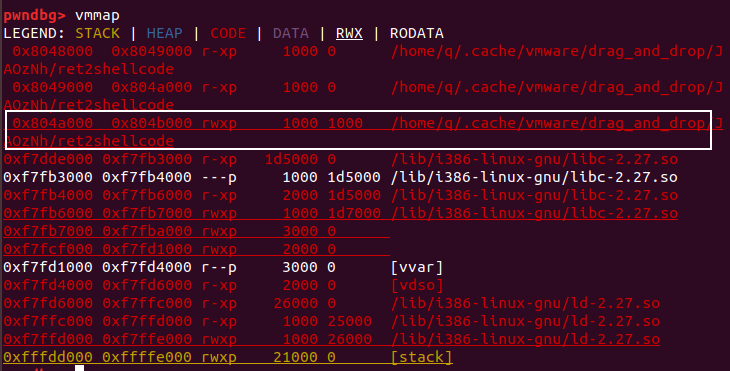 pwndbg> vmmap
LEGEND: STACK | HEAP | CODE | DATA | RWX | RODATA
0x8048000  0x8049000 r-xp     1000 0      /home/q/.cache/vmware/drag_and_drop/J
AOzNh/ret2shellcode
0x8049000  0x804a000 r-xp     1000 0      /home/q/.cache/vmware/drag_and_drop/J
AOzNh/ret2shellcode
0x804a000  0x804b000 rwxp     1000 1000   /home/q/.cache/vmware/drag_and_drop/J
AOzNh/ret2shellcode
0xf7dde000 0xf7fb3000 r-xp   1d5000 0      /lib/i386-linux-gnu/libc-2.27.so
0xf7fb3000 0xf7fb4000 ---p     1000 1d5000 /lib/i386-linux-gnu/libc-2.27.so
0xf7fb4000 0xf7fb6000 r-xp     2000 1d5000 /lib/i386-linux-gnu/libc-2.27.so
0xf7fb6000 0xf7fb7000 rwxp     1000 1d7000 /lib/i386-linux-gnu/libc-2.27.so
0xf7fb7000 0xf7fba000 rwxp     3000 0
0xf7fcf000 0xf7fd1000 rwxp     2000 0
0xf7fd1000 0xf7fd4000 r--p     3000 0      [vvar]
0xf7fd4000 0xf7fd6000 r-xp     2000 0      [vdso]
0xf7fd6000 0xf7ffc000 r-xp    26000 0      /lib/i386-linux-gnu/ld-2.27.so
0xf7ffc000 0xf7ffd000 r-xp     1000 25000  /lib/i386-linux-gnu/ld-2.27.so
0xf7ffd000 0xf7ffe000 rwxp     1000 26000  /lib/i386-linux-gnu/ld-2.27.so
0xfffdd000 0xffffe000 rwxp    21000 0      [stack]